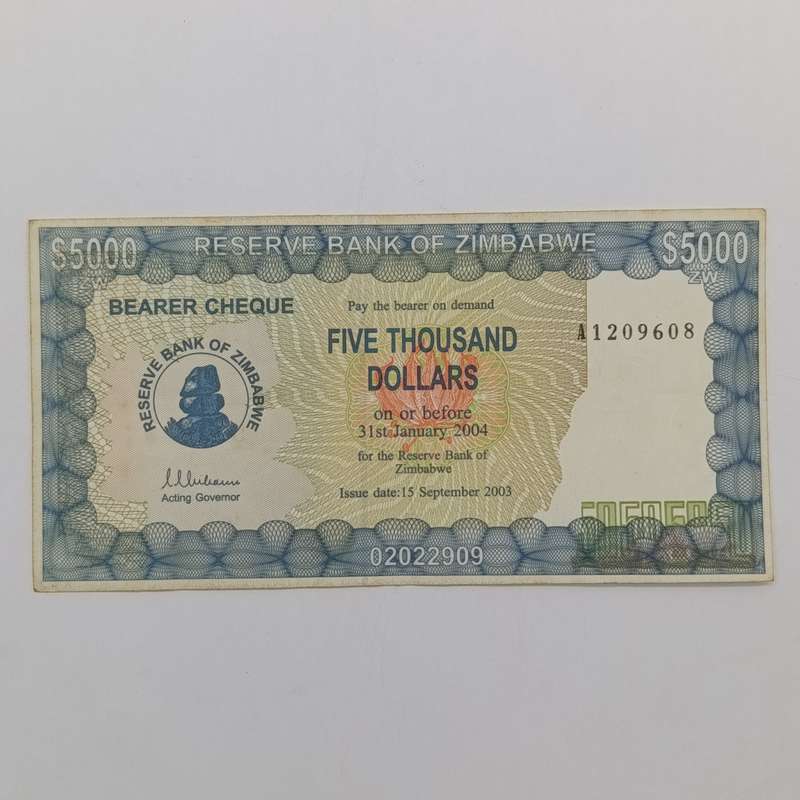 $5000 RESERVE BANK OF ZIMBABWE $5000
ZW ZW
BEARER CHEQUE
Pay the bearer on demand
FIVE THOUSAND
DOLLARS
A1209608
RESERVE BANK OF ZIMBABWE
on or before
31st January 2004
for the Reserve Bank of
Zimbabwe
Acting Governor
Issue date:15 September 2003
02022909